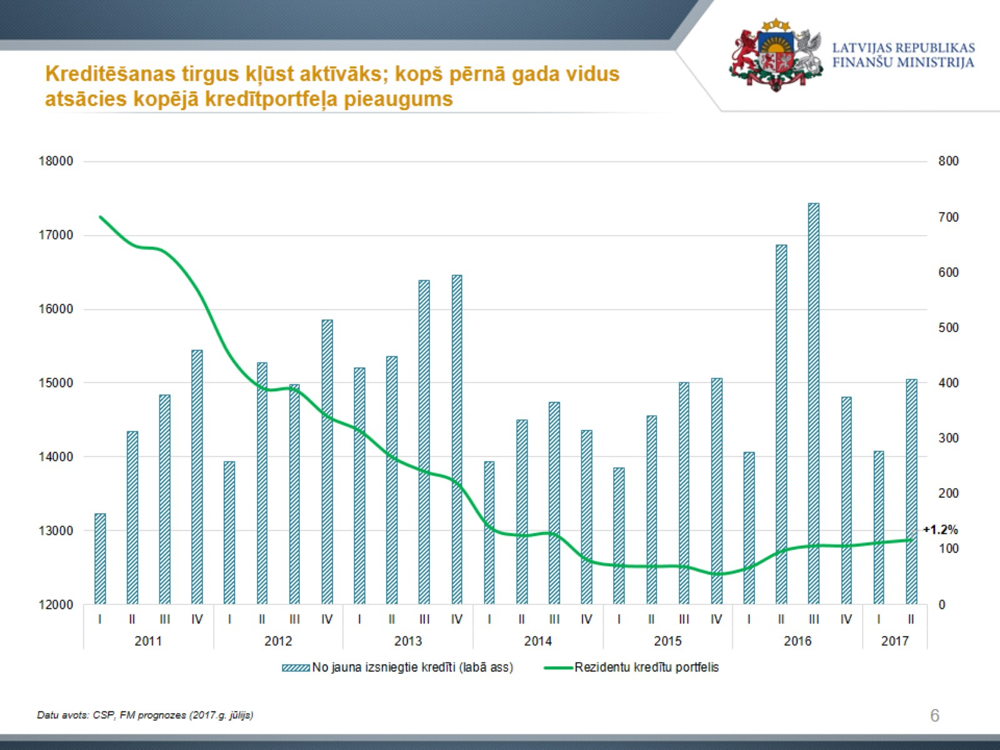 LATVIJAS REPUBLIKAS
FINANŠU MINISTRIJA
Kreditēšanas tirgus kļūst aktīvāks; kopš pērnā gada vidus
atsācies kopējā kredītportfeļa pieaugums
18000
17000
16000
15000
14000
13000
12000
800
700
600
500
400
300
200
100
0
+1.2%
I II III IV I II III IV I II III IV I II III IV I II III IV I II III IV I II
2011 2012 2013 2014 2015 2016 2017
No jauna izsniegtie kredīti (labā ass) Rezidentu kredītu portfelis
Datu avots: CSP, FM prognozes (2017.g. jūlijs)
6